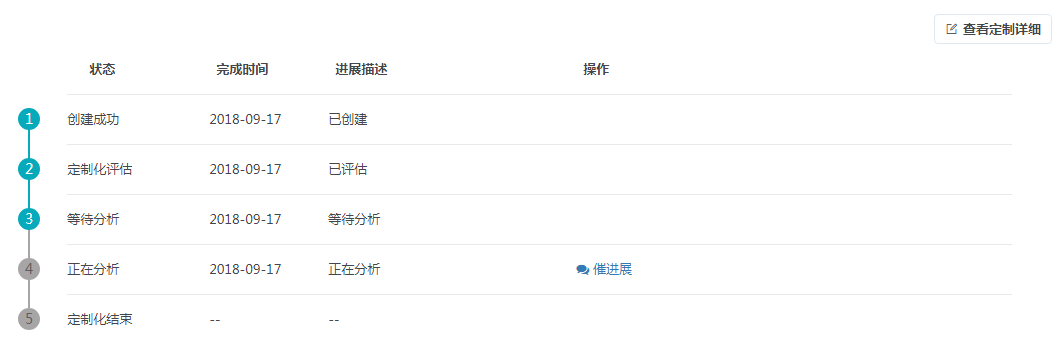 查看定制详细
状态 完成时间 进展描述 操作
1 创建成功 2018-09-17 已创建
2 定制化评估 2018-09-17 已评估
3 等待分析 2018-09-17 等待分析
4 正在分析 2018-09-17 正在分析 催进展
5 定制化结束 -- --